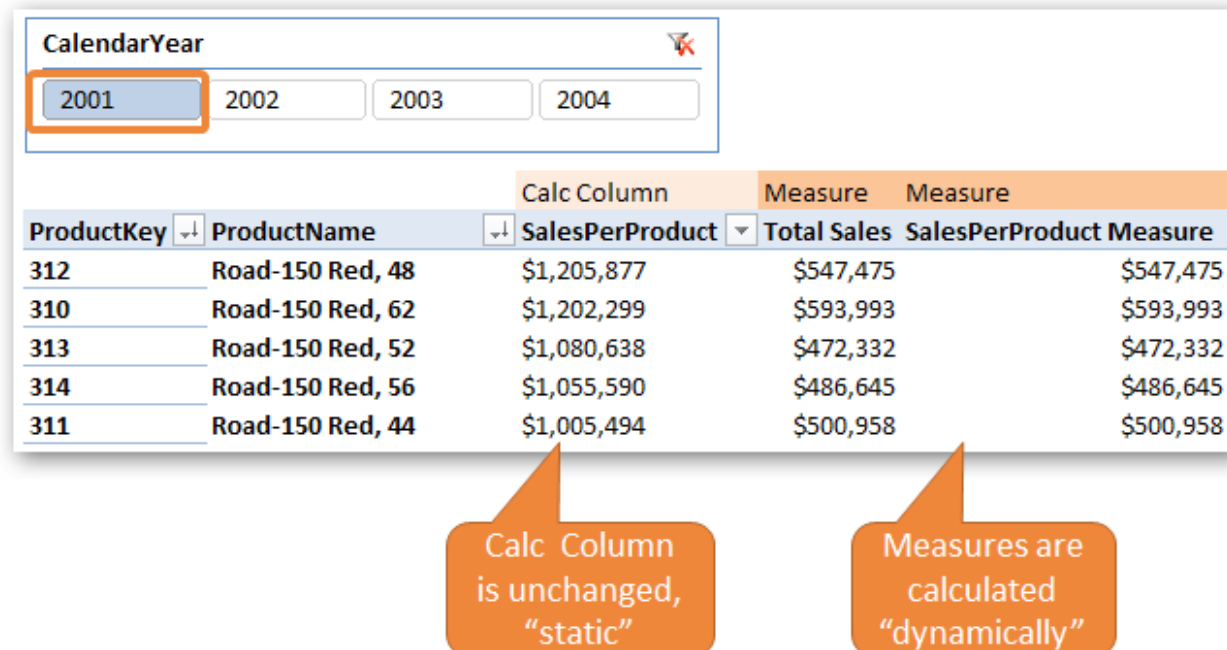 CalendarYear
2001 2002 2003 2004
Calc Column Measure Measure
ProductKey ProductName SalesPerProduct Total Sales SalesPerProduct Measure
312 Road-150 Red, 48 $1,205,877 $547,475 $547,475
310 Road-150 Red, 62 $1,202,299 $593,993 $593,993
313 Road-150 Red, 52 $1,080,638 $472,332 $472,332
314 Road-150 Red, 56 $1,055,590 $486,645 $486,645
311 Road-150 Red, 44 $1,005,494 $500,958 $500,958
Calc Column
is unchanged,
“static”
Measures are
calculated
“dynamically”